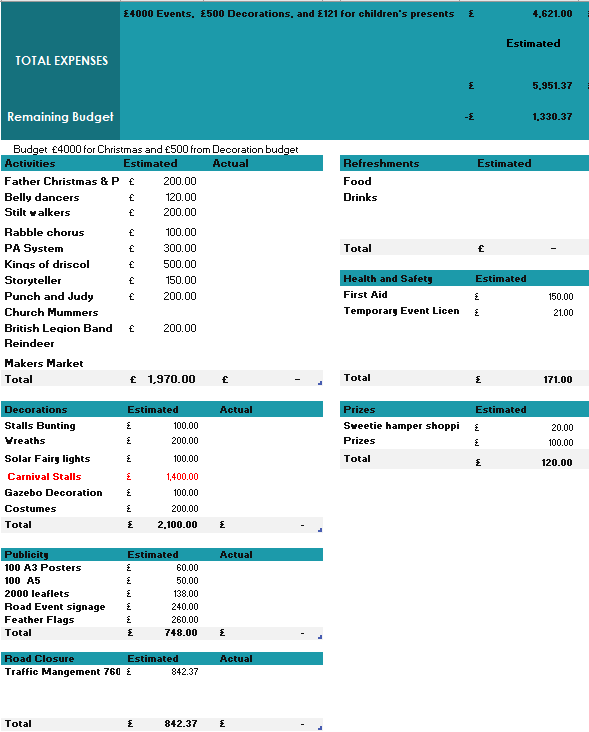 £4000 Events, £500 Decorations, and £121 for children's presents £ 4,621.00
Estimated
TOTAL EXPENSES
£ 5,951.37
Remaining Budget -£ 1,330.37
Budget £4000 for Christmas and £500 from Decoration budget
Activities Estimated Actual
Father Christmas & P £ 200.00
Belly dancers £ 120.00
Stilt walkers £ 200.00
Rabble chorus £ 100.00
PA System £ 300.00
Kings of driscol £ 500.00
Storyteller £ 150.00
Punch and Judy £ 200.00
Church Mummers
British Legion Band £ 200.00
Reindeer
Makers Market
Total £ 1,970.00 £ -
Refreshments Estimated
Food
Drinks
Total £ -
Health and Safety Estimated
First Aid £ 150.00
Temporary Event Licen £ 21.00
Total £ 171.00
Decorations Estimated Actual
Stalls Bunting £ 100.00
Wreaths £ 200.00
Solar Fairy lights £ 100.00
Carnival Stalls £ 1,400.00
Gazebo Decoration £ 100.00
Costumes £ 200.00
Total £ 2,100.00 £ -
Prizes Estimated
Sweetie hamper shoppi £ 20.00
Prizes £ 100.00
Total £ 120.00
Publicity Estimated Actual
100 A3 Posters £ 60.00
100 A5 £ 50.00
2000 leaflets £ 138.00
Road Event signage £ 240.00
Feather Flags £ 260.00
Total £ 748.00 £ -
Road Closure Estimated Actual
Traffic Mangement 760 £ 842.37
Total £ 842.37 £ -